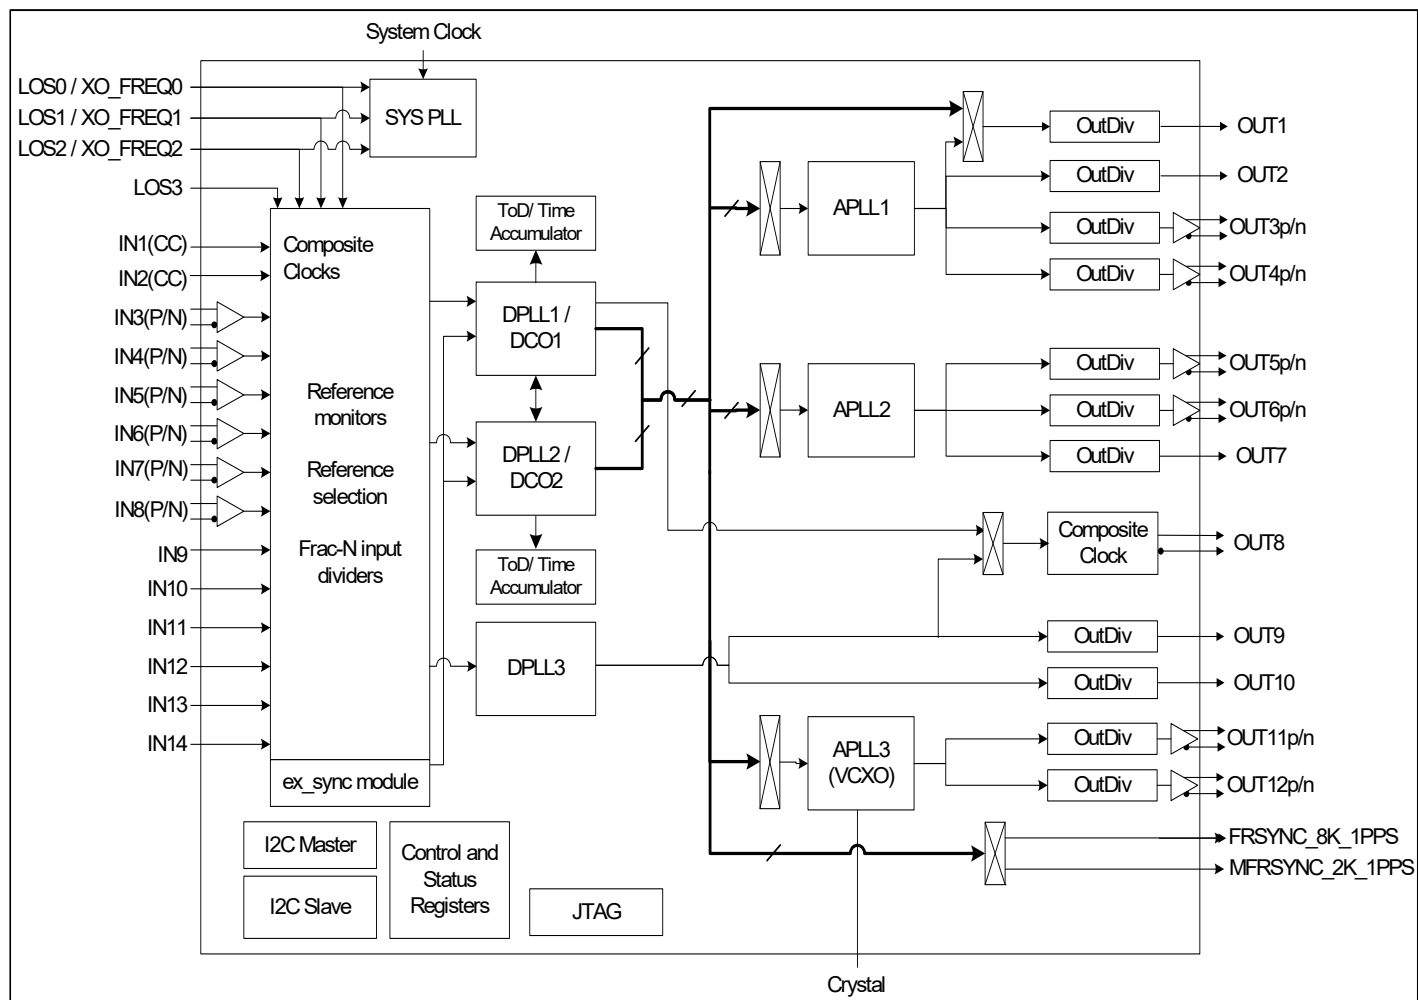 System Clock
LOS0 / XO_FREQ0
LOS1 / XO_FREQ1
LOS2 / XO_FREQ2
LOS3
SYS PLL
IN1(CC)
IN2(CC)
IN3(P/N)
IN4(P/N)
IN5(P/N)
IN6(P/N)
IN7(P/N)
IN8(P/N)
IN9
IN10
IN11
IN12
IN13
IN14
Composite
Clocks
Reference
monitors
Reference
selection
Frac-N input
dividers
ex_sync module
ToD/ Time
Accumulator
DPLL1 /
DCO1
DPLL2 /
DCO2
ToD/ Time
Accumulator
DPLL3
APLL1
APLL2
APLL3
(VCXO)
OutDiv
OUT1
OutDiv
OUT2
OutDiv
OUT3p/n
OutDiv
OUT4p/n
OutDiv
OUT5p/n
OutDiv
OUT6p/n
OutDiv
OUT7
Composite
Clock
OUT8
OutDiv
OUT9
OutDiv
OUT10
OutDiv
OUT11p/n
OutDiv
OUT12p/n
FRSYNC_8K_1PPS
MFRSYNC_2K_1PPS
I2C Master
I2C Slave
Control and
Status
Registers
JTAG
Crystal